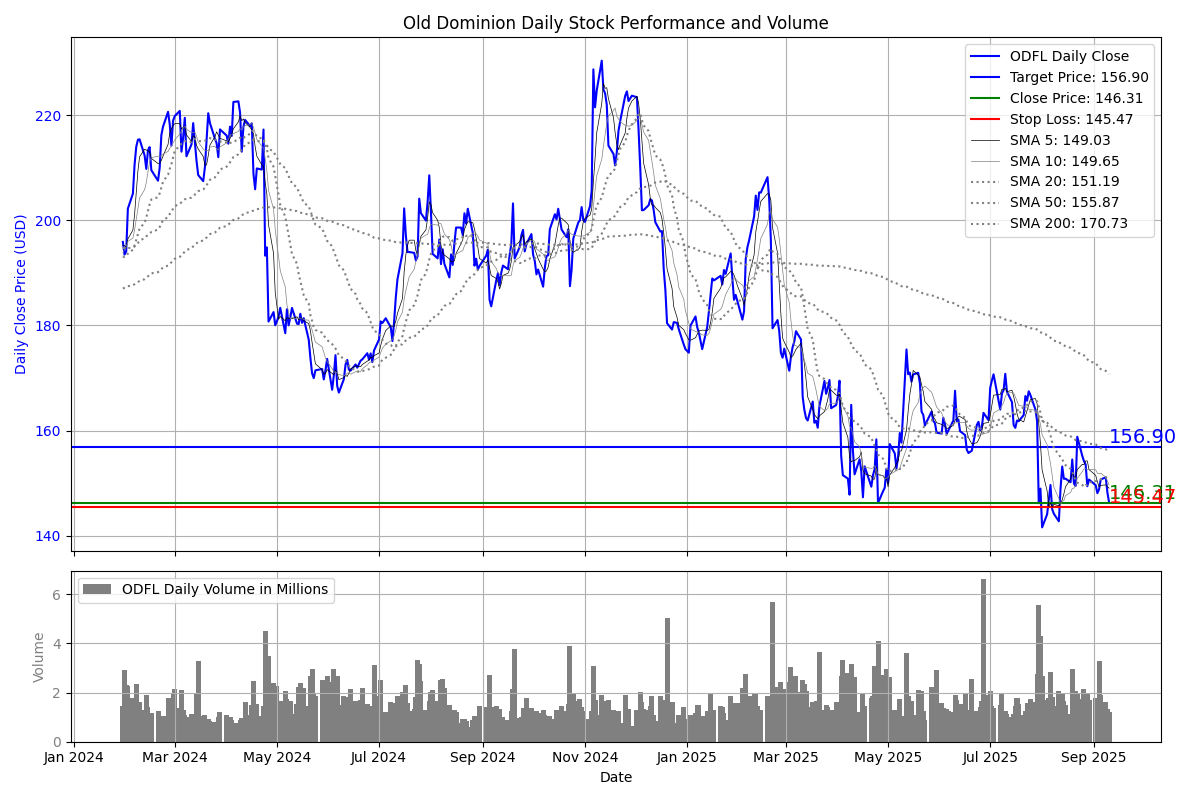 Old Dominion Daily Stock Performance and Volume
Daily Close Price (USD)
220
200
180
160
140
ODFL Daily Close
Target Price: 156.90
Close Price: 146.31
Stop Loss: 145.47
SMA 5: 149.03
SMA 10: 149.65
SMA 20: 151.19
SMA 50: 155.87
SMA 200: 170.73
156.90
146.31
145.47
ODFL Daily Volume in Millions
Volume
6
4
2
0
Jan 2024
Mar 2024
May 2024
Jul 2024
Sep 2024
Nov 2024
Jan 2025
Mar 2025
May 2025
Jul 2025
Sep 2025
Date